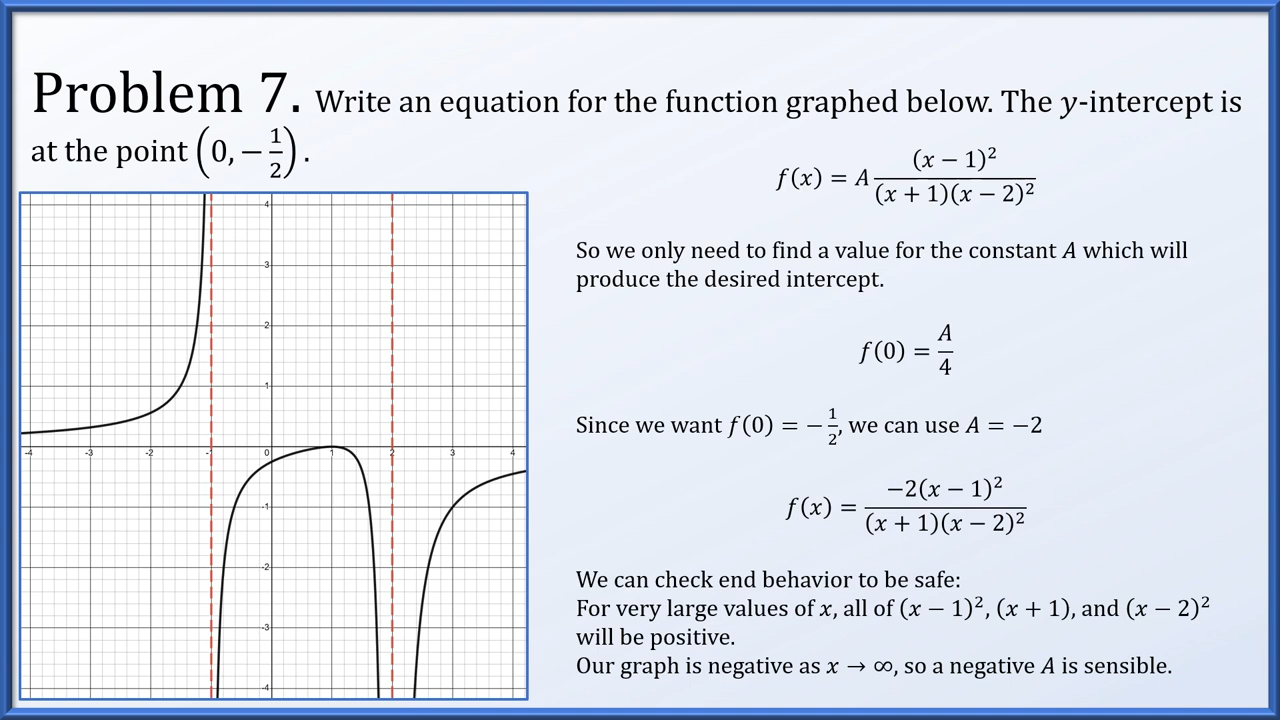 Problem 7. Write an equation for the function graphed below. The y-intercept is
at the point (0, −1/2).
f(x) = A (x − 1)²/((x + 1)(x − 2)²)
So we only need to find a value for the constant A which will
produce the desired intercept.
f(0) = A/4
Since we want f(0) = −1/2, we can use A = −2
f(x) = −2(x − 1)²/((x + 1)(x − 2)²)
We can check end behavior to be safe:
For very large values of x, all of (x − 1)², (x + 1), and (x − 2)²
will be positive.
Our graph is negative as x → ∞, so a negative A is sensible.
4
3
2
1
-4 -3 -2 -1 0 1 2 3 4
-1
-2
-3
-4